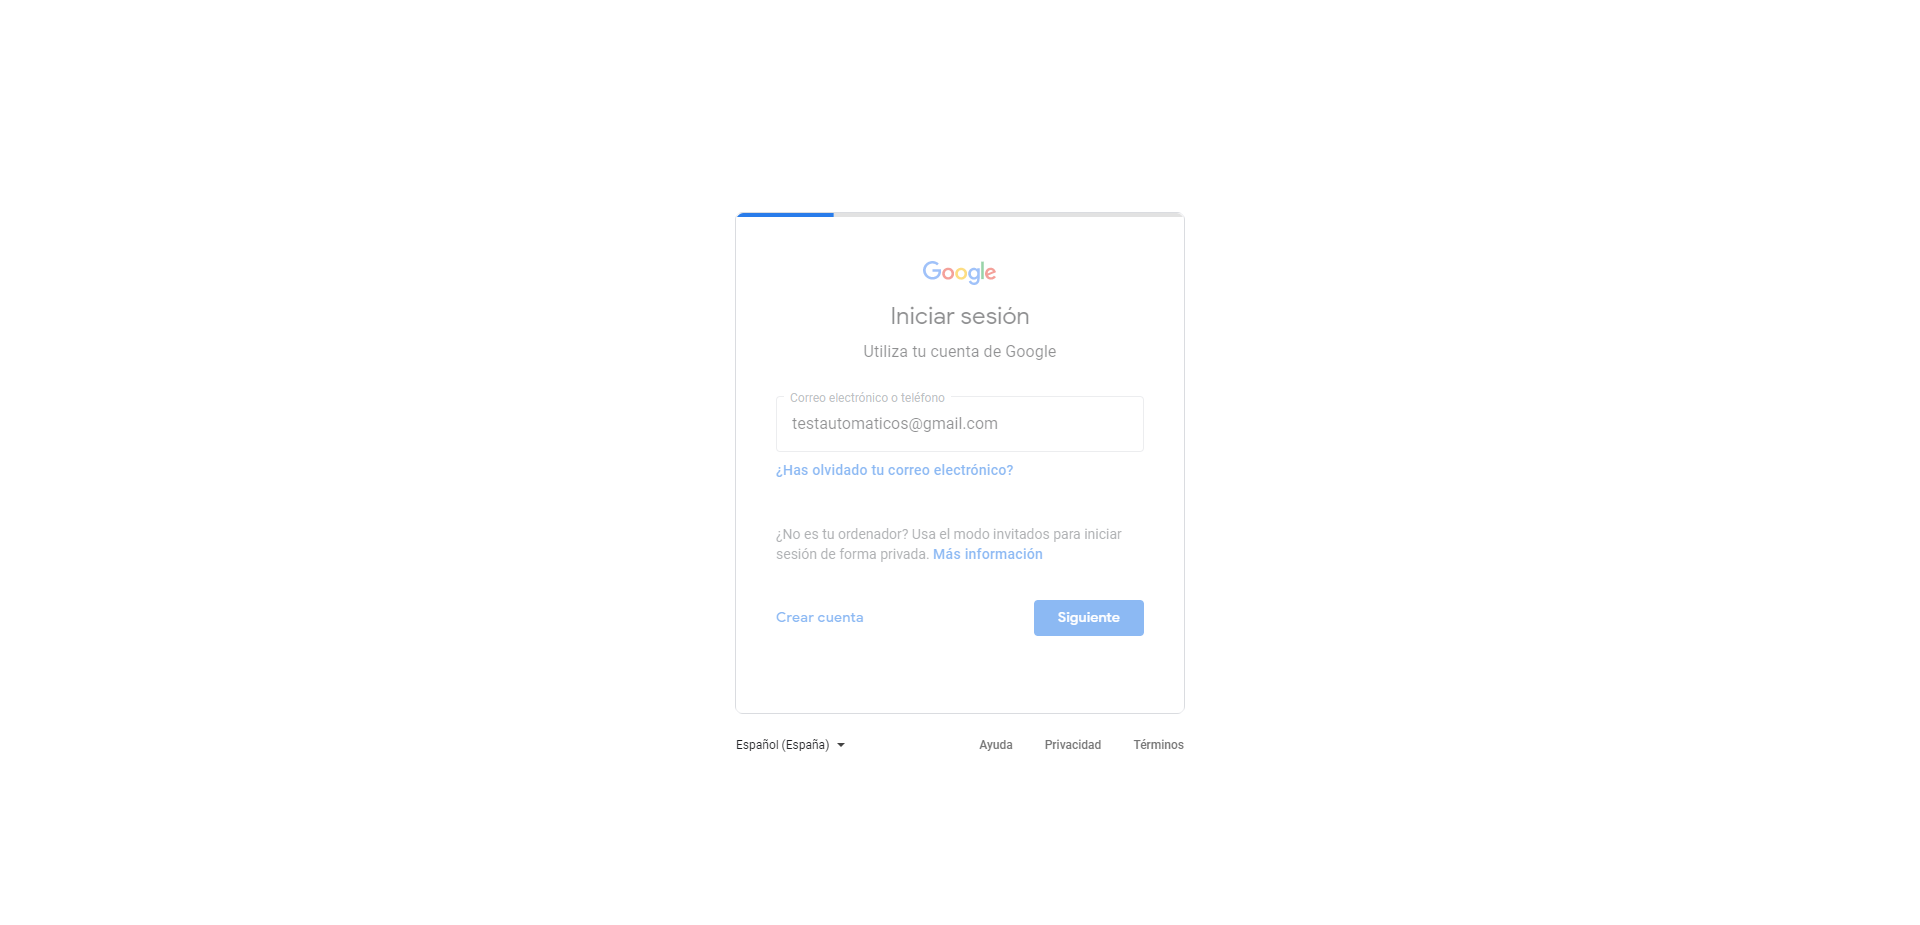 Google
Iniciar sesión
Utiliza tu cuenta de Google
Correo electrónico o teléfono
testautomaticos@gmail.com
¿Has olvidado tu correo electrónico?
¿No es tu ordenador? Usa el modo invitados para iniciar
sesión de forma privada. Más información
Crear cuenta
Siguiente
Español (España)
Ayuda
Privacidad
Términos